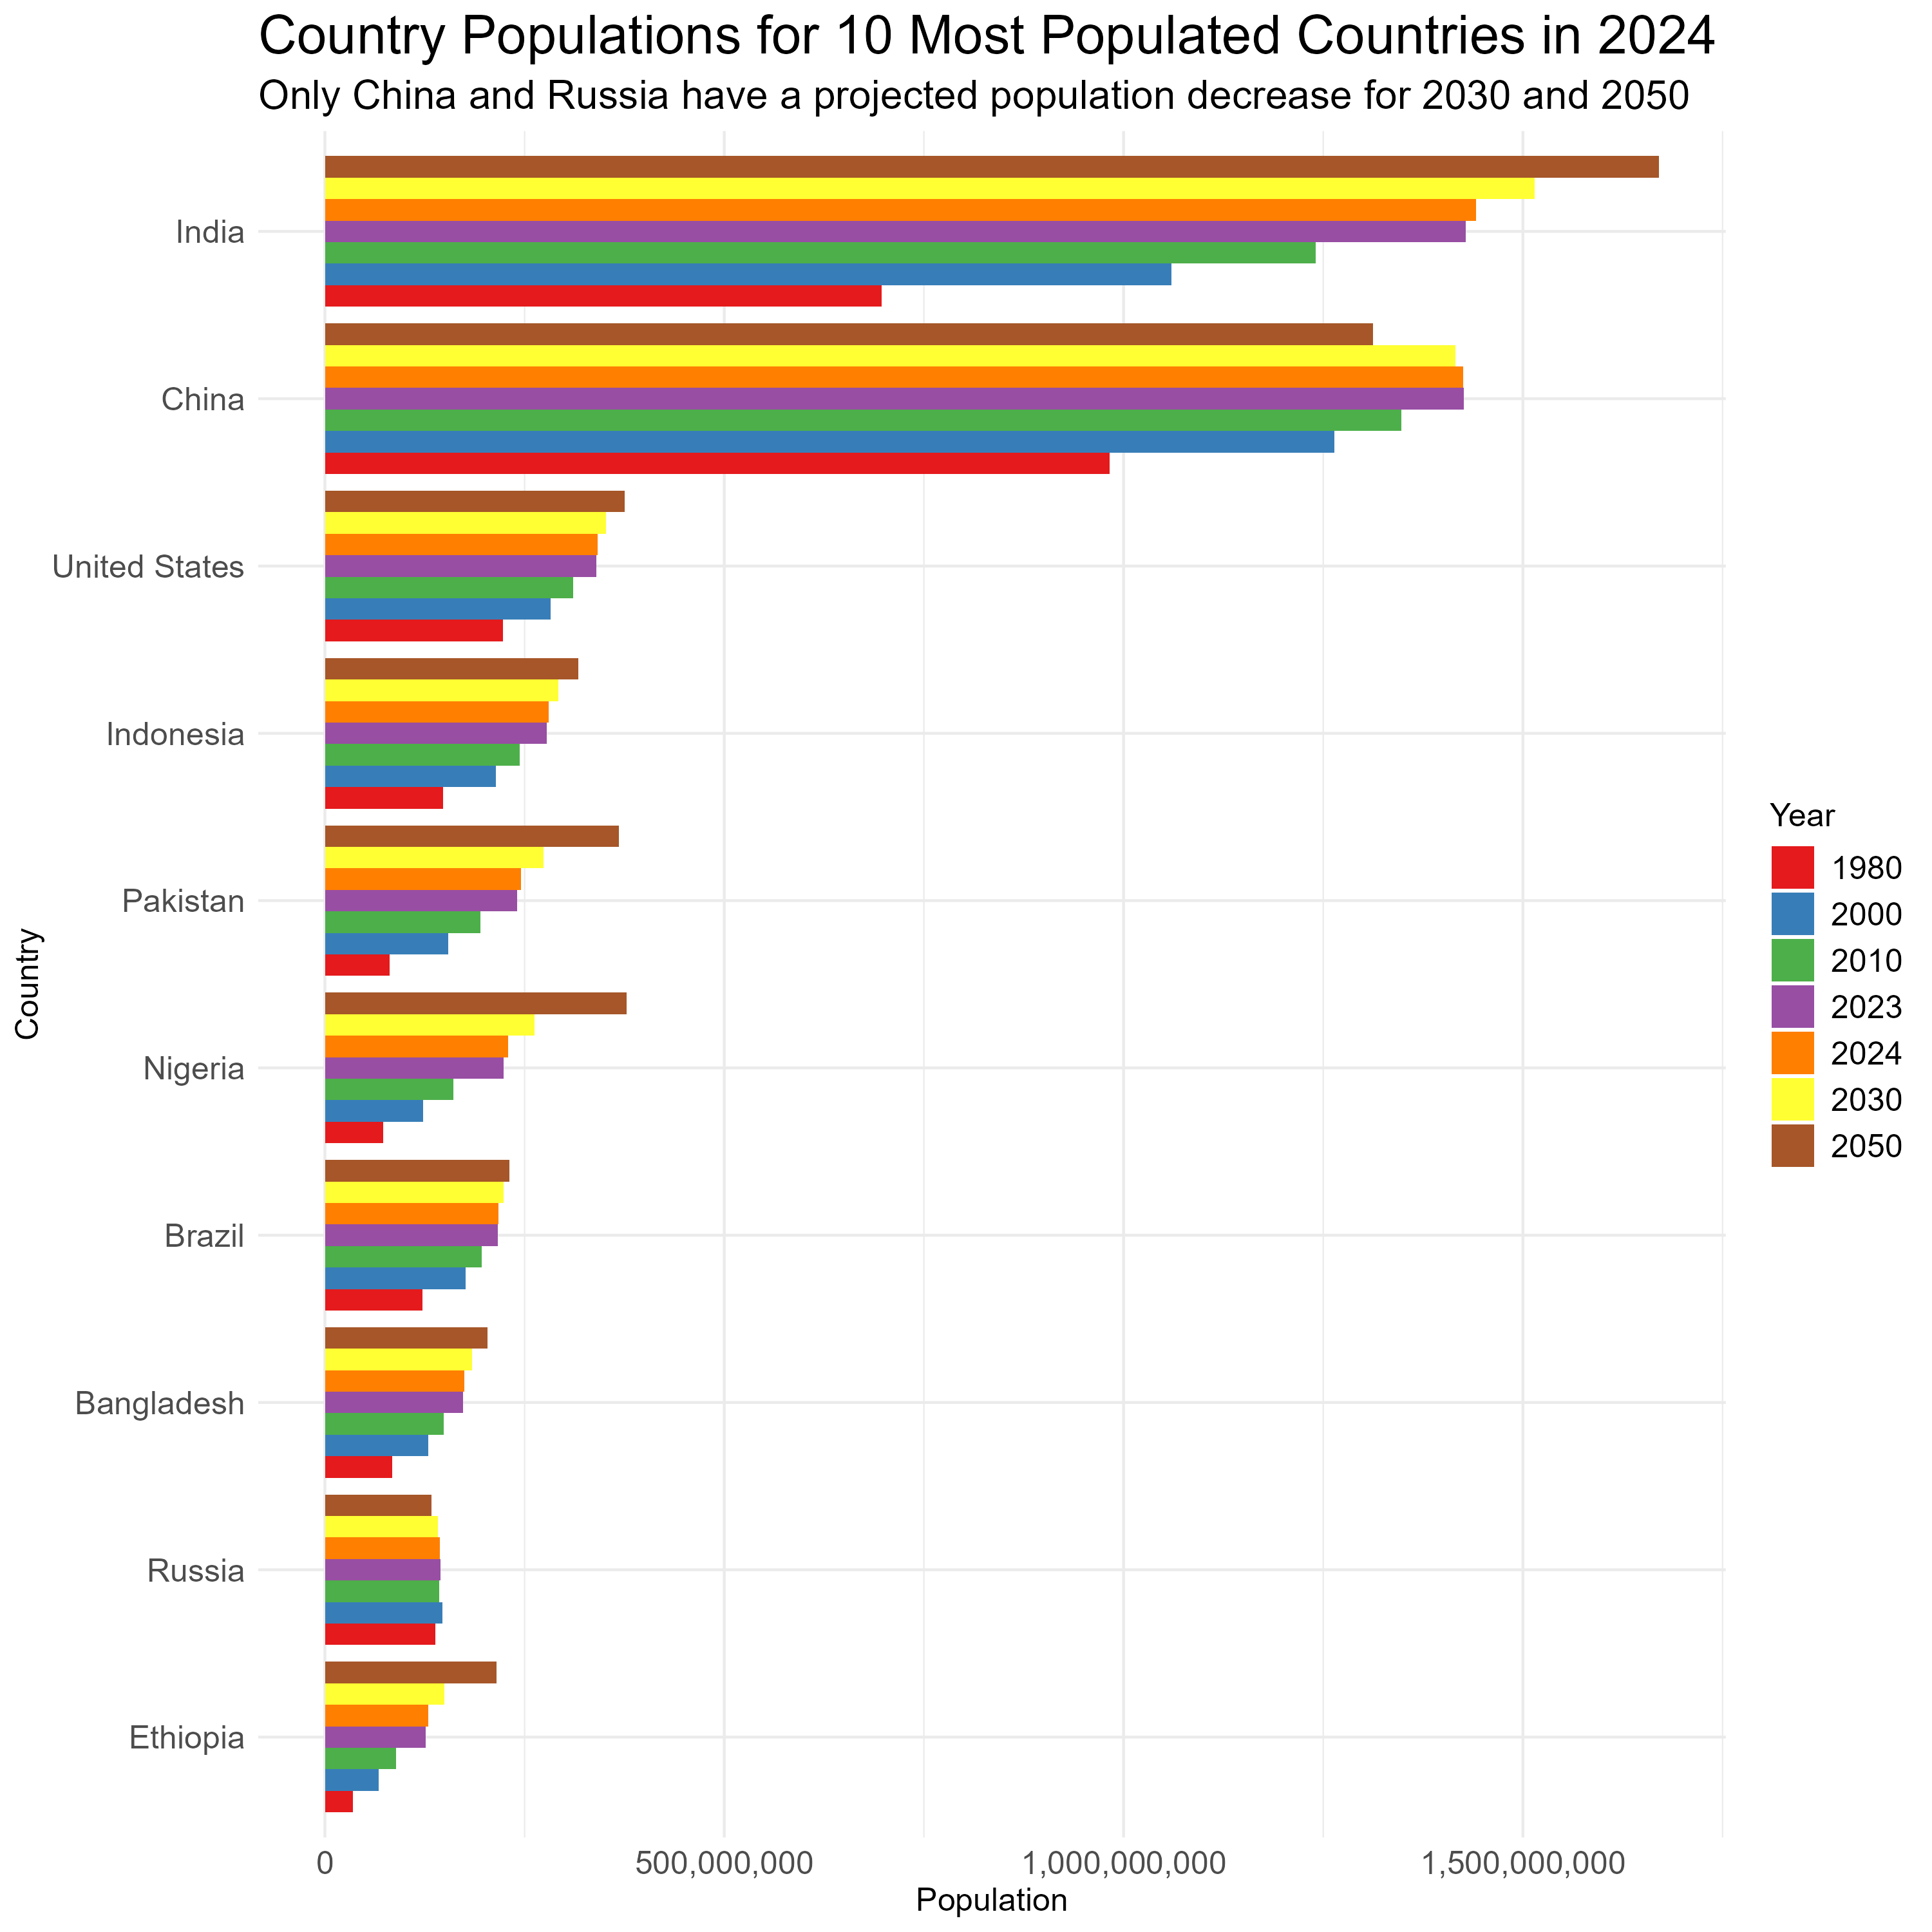 Country Populations for 10 Most Populated Countries in 2024
Only China and Russia have a projected population decrease for 2030 and 2050
Country
India
China
United States
Indonesia
Pakistan
Nigeria
Brazil
Bangladesh
Russia
Ethiopia
0
500,000,000
1,000,000,000
1,500,000,000
Population
Year
1980
2000
2010
2023
2024
2030
2050